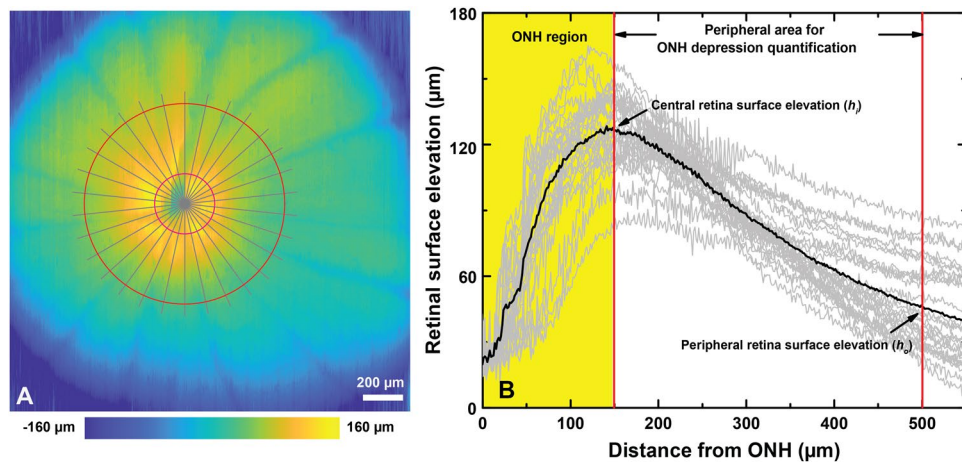 A
200 µm
-160 µm
160 µm
180
120
60
0
Retinal surface elevation (µm)
ONH region
Peripheral area for
ONH depression quantification
Central retina surface elevation (hᵢ)
Peripheral retina surface elevation (hₒ)
B
0 100 200 300 400 500
Distance from ONH (µm)